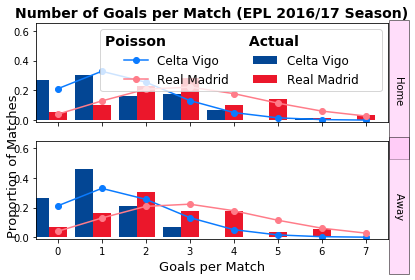 Number of Goals per Match (EPL 2016/17 Season)
Poisson Actual
Celta Vigo Celta Vigo
Real Madrid Real Madrid
0.6
0.4
0.2
0.0
Home
0.6
0.4
0.2
0.0
Away
Proportion of Matches
0 1 2 3 4 5 6 7
Goals per Match